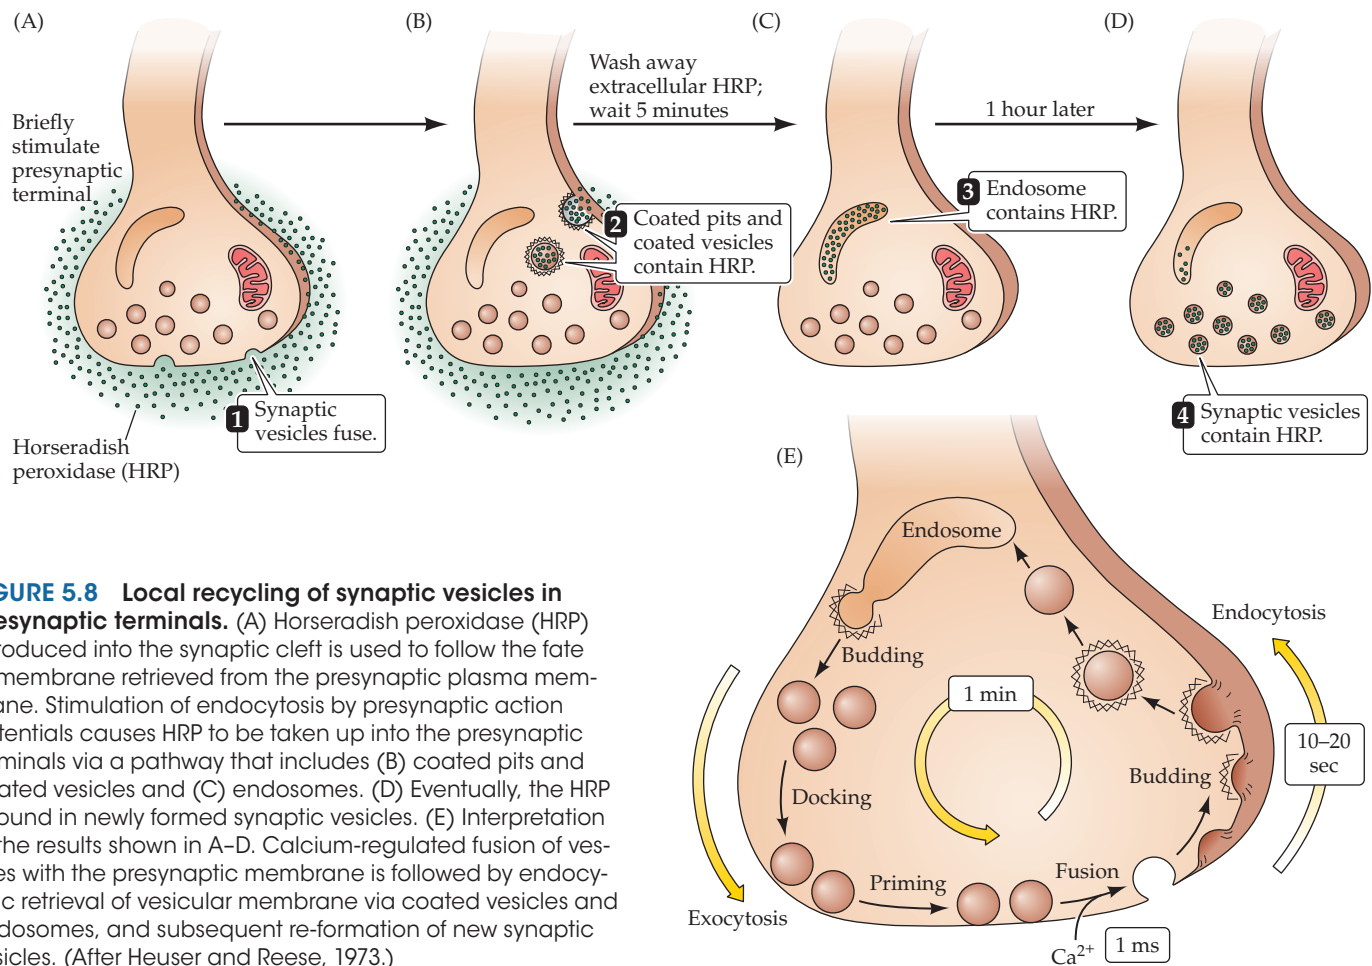 (A)
Briefly
stimulate
presynaptic
terminal
Horseradish
peroxidase (HRP)
1 Synaptic
vesicles fuse.
(B)
Wash away
extracellular HRP;
wait 5 minutes
2 Coated pits and
coated vesicles
contain HRP.
(C)
3 Endosome
contains HRP.
1 hour later
(D)
4 Synaptic vesicles
contain HRP.
(E)
Endosome
Budding
Docking
Priming
Fusion
Ca2+
1 ms
Budding
1 min
10–20
sec
Endocytosis
Exocytosis
GURE 5.8 Local recycling of synaptic vesicles in
esynaptic terminals. (A) Horseradish peroxidase (HRP)
roduced into the synaptic cleft is used to follow the fate
membrane retrieved from the presynaptic plasma mem-
ane. Stimulation of endocytosis by presynaptic action
tentials causes HRP to be taken up into the presynaptic
minals via a pathway that includes (B) coated pits and
ated vesicles and (C) endosomes. (D) Eventually, the HRP
ound in newly formed synaptic vesicles. (E) Interpretation
the results shown in A–D. Calcium-regulated fusion of ves-
es with the presynaptic membrane is followed by endocy-
ic retrieval of vesicular membrane via coated vesicles and
dosomes, and subsequent re-formation of new synaptic
sicles. (After Heuser and Reese, 1973.)